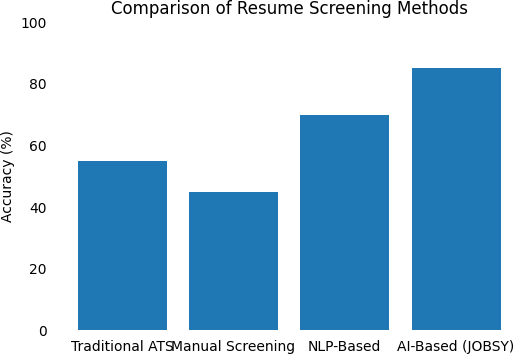 Comparison of Resume Screening Methods
100
80
60
40
20
0
Accuracy (%)
Traditional ATS
Manual Screening
NLP-Based
AI-Based (JOBSY)